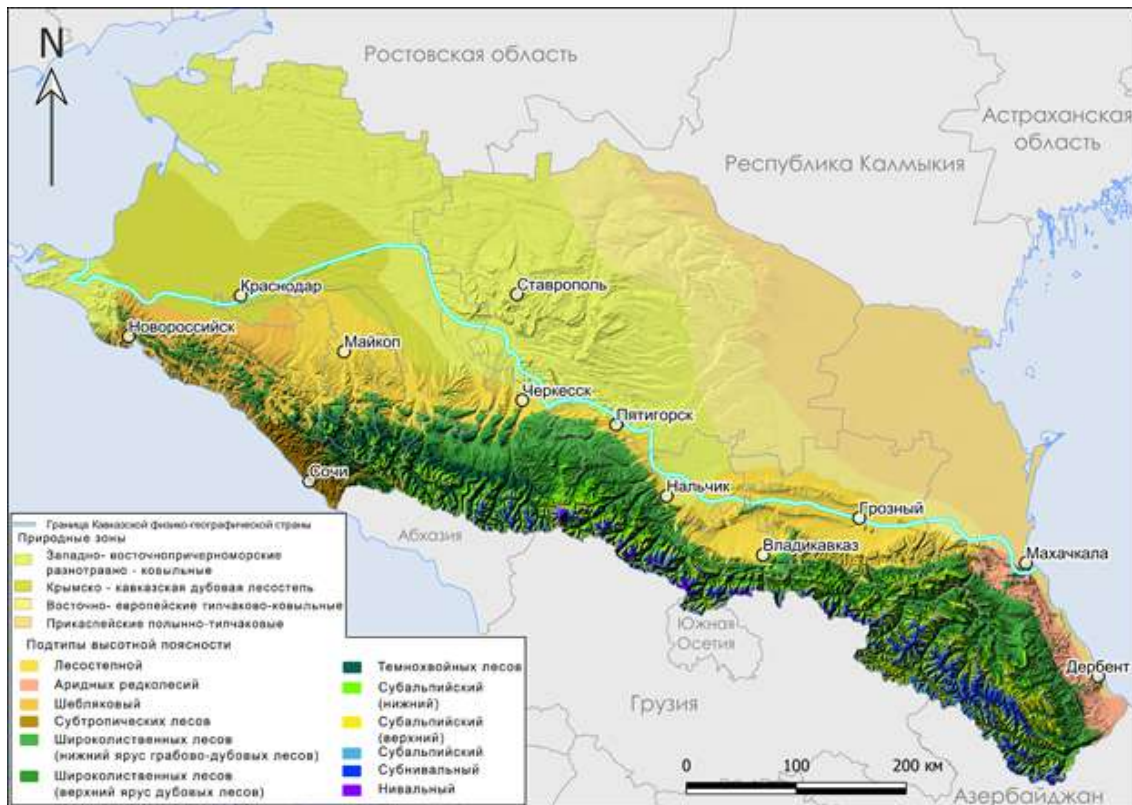 N
Ростовская область
Астраханская
область
Республика Калмыкия
Краснодар
Ставрополь
Новороссийск
Майкоп
Черкесск
Пятигорск
Сочи
Нальчик
Грозный
Абхазия
Владикавказ
Махачкала
Южная
Осетия
Дербент
Грузия
Азербайджан
0 100 200 км
Граница Кавказской физико-географической страны
Природные зоны
Западно- восточнопричерноморские
разнотравно - ковыльные
Крымско - кавказская дубовая лесостепь
Восточно- европейские типчаково-ковыльные
Прикаспейские полынно-типчаковые
Подтипы высотной поясности
Лесостепной
Аридных редколесий
Шебляковый
Субтропических лесов
Широколиственных лесов
(нижний ярус грабово-дубовых лесов)
Широколиственных лесов
(верхний ярус дубовых лесов)
Темнохвойных лесов
Субальпийский
(нижний)
Субальпийский
(верхний)
Субальпийский
Субнивальный
Нивальный